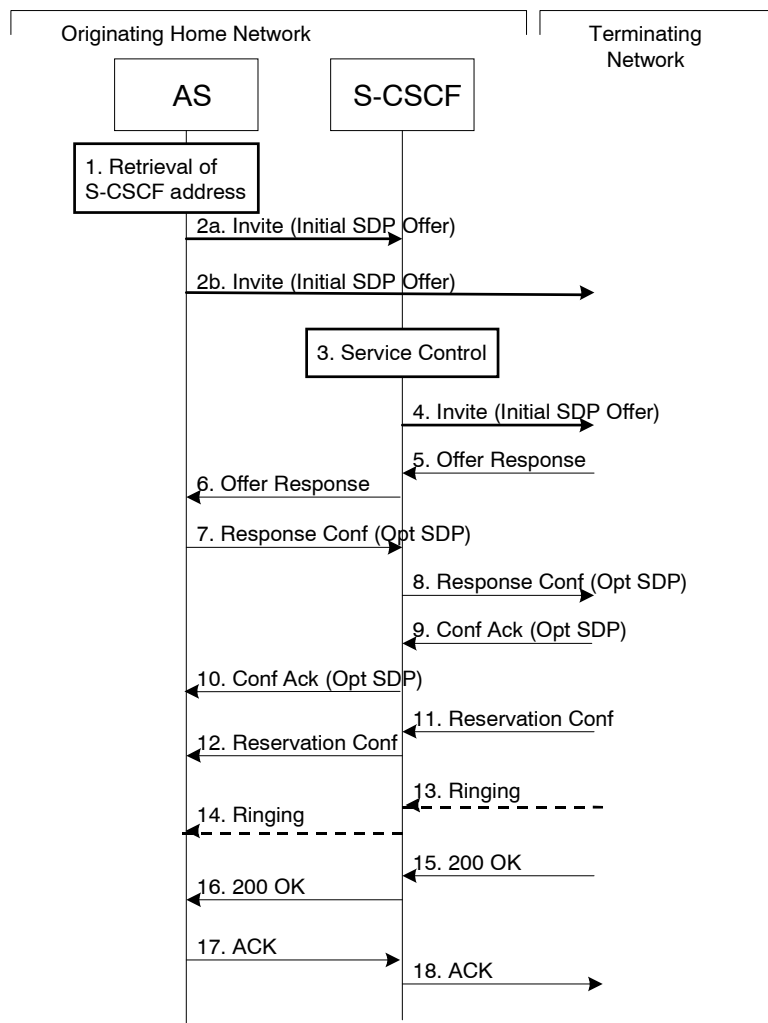 Originating Home Network
Terminating
Network
AS
S-CSCF
1. Retrieval of
S-CSCF address
2a. Invite (Initial SDP Offer)
2b. Invite (Initial SDP Offer)
3. Service Control
4. Invite (Initial SDP Offer)
5. Offer Response
6. Offer Response
7. Response Conf (Opt SDP)
8. Response Conf (Opt SDP)
9. Conf Ack (Opt SDP)
10. Conf Ack (Opt SDP)
11. Reservation Conf
12. Reservation Conf
13. Ringing
14. Ringing
15. 200 OK
16. 200 OK
17. ACK
18. ACK